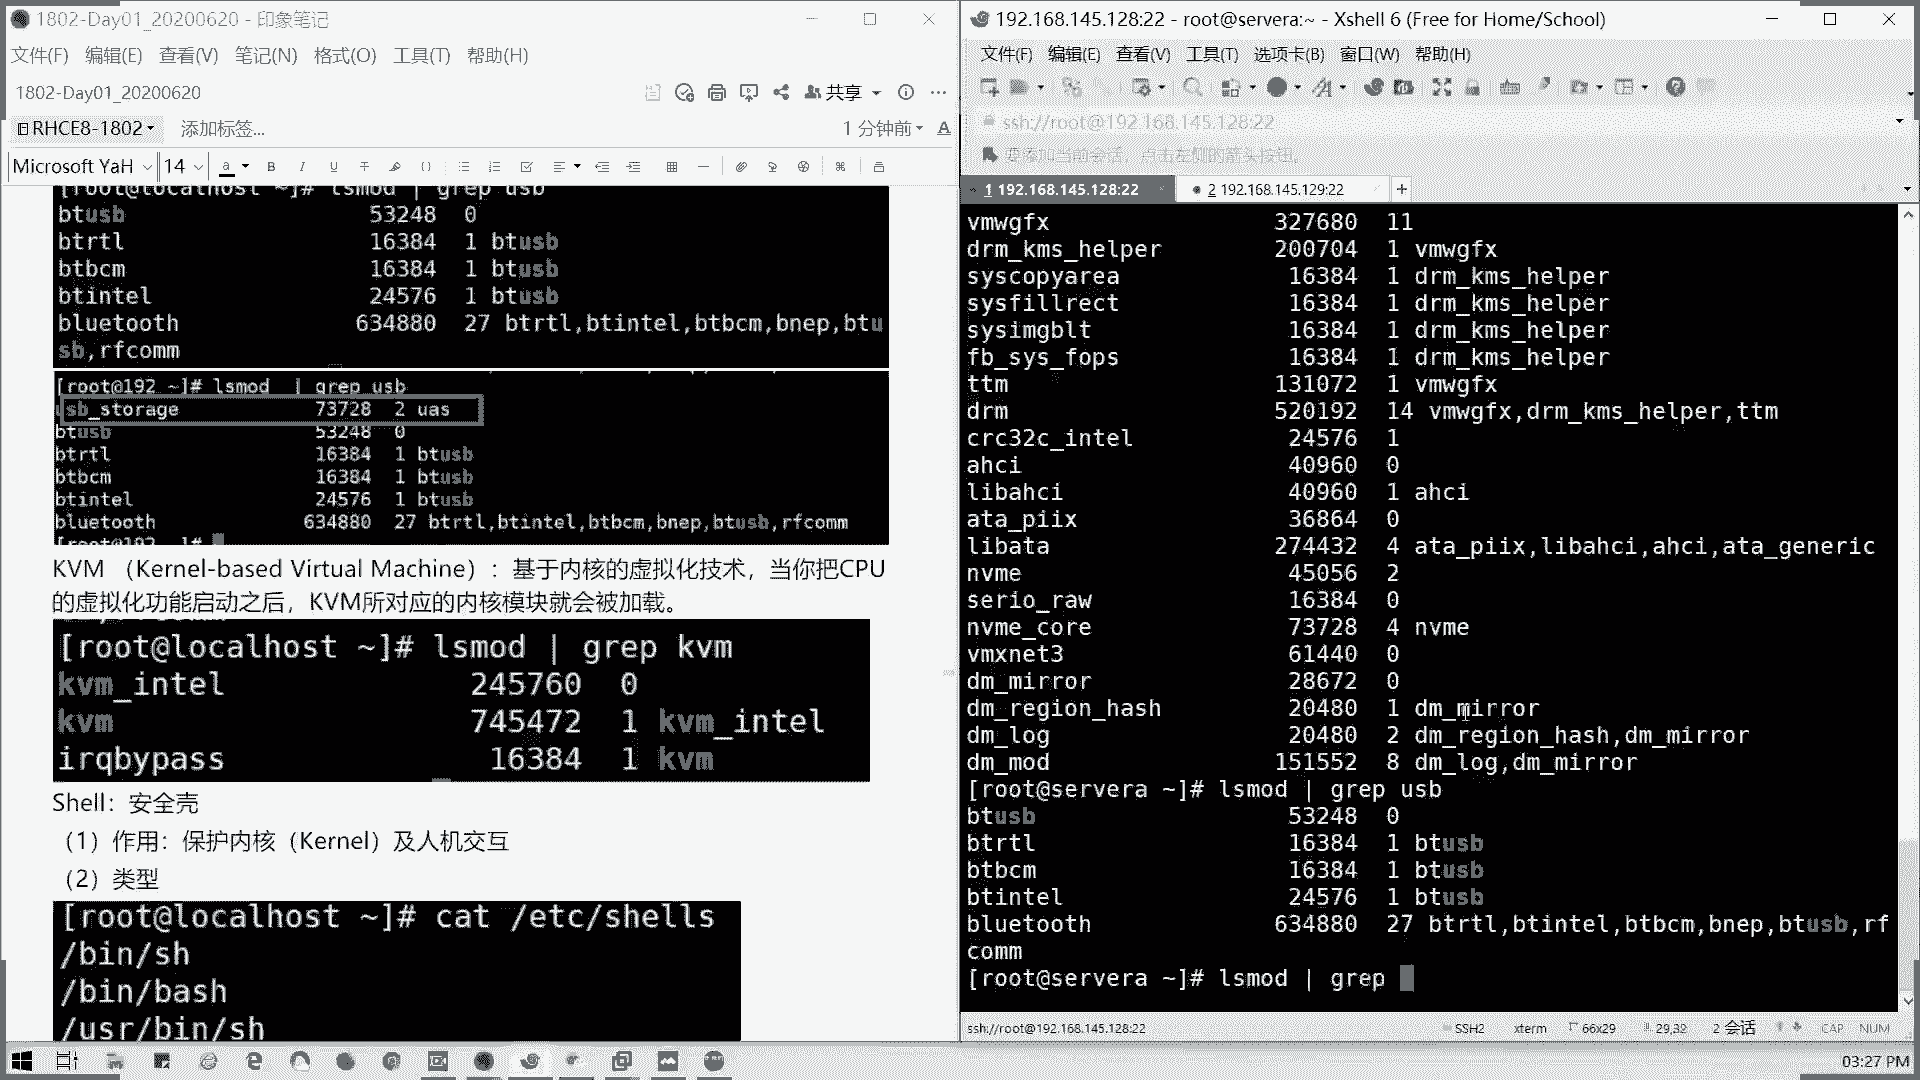 1802-Day01_20200620 - 印象笔记
文件(F) 编辑(E) 查看(V) 笔记(N) 格式(O) 工具(T) 帮助(H)
1802-Day01_20200620
共享
RHCE8-1802 添加标签...
1 分钟前
Microsoft YaH 14
[root@localhost ~]# lsmod | grep usb
btusb 53248 0
btrtl 16384 1 btusb
btbcm 16384 1 btusb
btintel 24576 1 btusb
bluetooth 634880 27 btrtl,btintel,btbcm,bnep,btu
sb,rfcomm
[root@192 ~]# lsmod | grep usb
usb_storage 73728 2 uas
btusb 53248 0
btrtl 16384 1 btusb
btbcm 16384 1 btusb
btintel 24576 1 btusb
bluetooth 634880 27 btrtl,btintel,btbcm,bnep,btusb,rfcomm
[root@192 ~]#
KVM （Kernel-based Virtual Machine）：基于内核的虚拟化技术，当你把CPU
的虚拟化功能启动之后，KVM所对应的内核模块就会被加载。
[root@localhost ~]# lsmod | grep kvm
kvm_intel 245760 0
kvm 745472 1 kvm_intel
irqbypass 16384 1 kvm
Shell：安全壳
（1）作用：保护内核（Kernel）及人机交互
（2）类型
[root@localhost ~]# cat /etc/shells
/bin/sh
/bin/bash
/usr/bin/sh
192.168.145.128:22 - root@servera:~ - Xshell 6 (Free for Home/School)
文件(F) 编辑(E) 查看(V) 工具(T) 选项卡(B) 窗口(W) 帮助(H)
ssh://root@192.168.145.128:22
要添加当前会话，点击左侧的箭头按钮。
1 192.168.145.128:22
2 192.168.145.129:22
vmwgfx 327680 11
drm_kms_helper 200704 1 vmwgfx
syscopyarea 16384 1 drm_kms_helper
sysfillrect 16384 1 drm_kms_helper
sysimgblt 16384 1 drm_kms_helper
fb_sys_fops 16384 1 drm_kms_helper
ttm 131072 1 vmwgfx
drm 520192 14 vmwgfx,drm_kms_helper,ttm
crc32c_intel 24576 1
ahci 40960 0
libahci 40960 1 ahci
ata_piix 36864 0
libata 274432 4 ata_piix,libahci,ahci,ata_generic
nvme 45056 2
serio_raw 16384 0
nvme_core 73728 4 nvme
vmxnet3 61440 0
dm_mirror 28672 0
dm_region_hash 20480 1 dm_mirror
dm_log 20480 2 dm_region_hash,dm_mirror
dm_mod 151552 8 dm_log,dm_mirror
[root@servera ~]# lsmod | grep usb
btusb 53248 0
btrtl 16384 1 btusb
btbcm 16384 1 btusb
btintel 24576 1 btusb
bluetooth 634880 27 btrtl,btintel,btbcm,bnep,btusb,rf
comm
[root@servera ~]# lsmod | grep
ssh://root@192.168.145.128:22 SSH2 xterm 66x29 29,32 2 会话 CAP NUM
03:27 PM